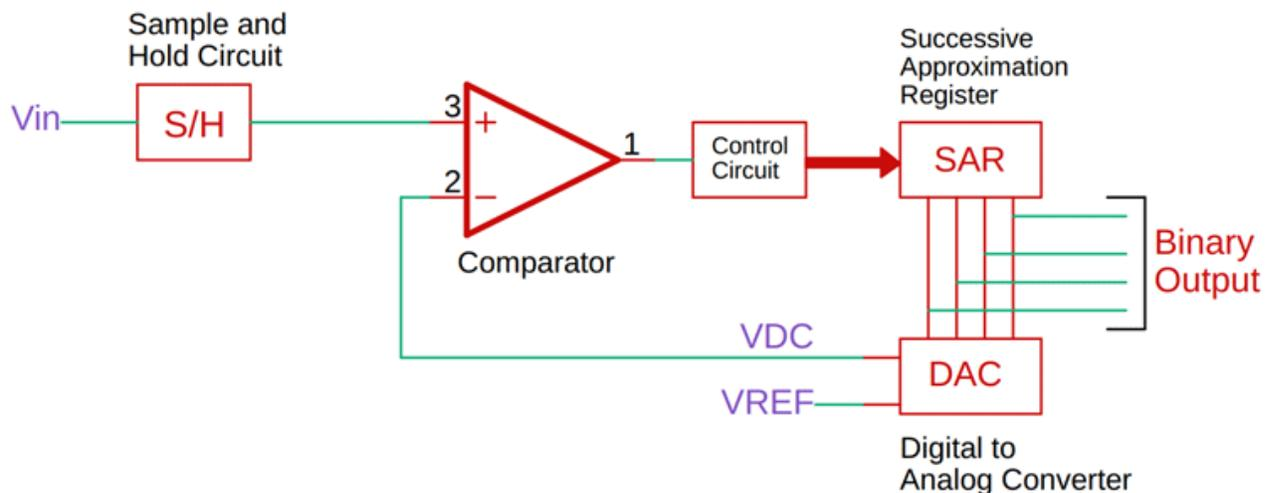 Sample and
Hold Circuit
Successive
Approximation
Register
Vin
S/H
3
+
1
Control
Circuit
SAR
2
−
Comparator
Binary
Output
VDC
DAC
VREF
Digital to
Analog Converter